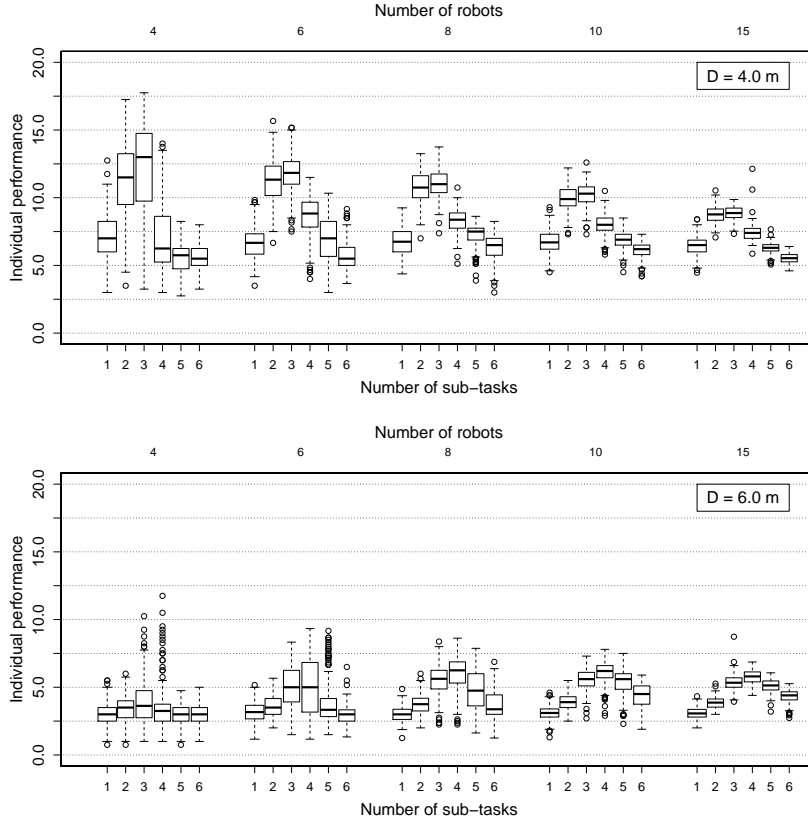 Number of robots
4 6 8 10 15
D = 4.0 m
Individual performance
20.0
15.0
10.0
5.0
0.0
1 2 3 4 5 6 1 2 3 4 5 6 1 2 3 4 5 6 1 2 3 4 5 6 1 2 3 4 5 6
Number of sub−tasks
Number of robots
4 6 8 10 15
D = 6.0 m
Individual performance
20.0
15.0
10.0
5.0
0.0
1 2 3 4 5 6 1 2 3 4 5 6 1 2 3 4 5 6 1 2 3 4 5 6 1 2 3 4 5 6
Number of sub−tasks